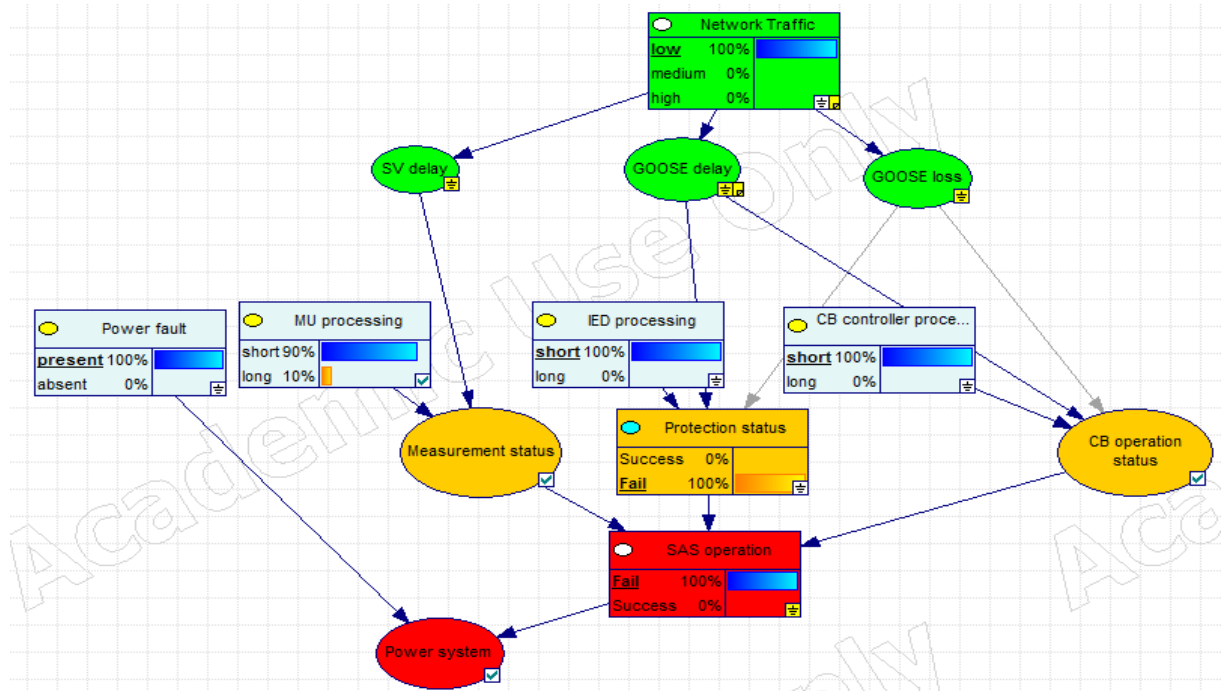 Network Traffic
low 100%
medium 0%
high 0%
SV delay
GOOSE delay
GOOSE loss
Power fault
present 100%
absent 0%
MU processing
short 90%
long 10%
IED processing
short 100%
long 0%
CB controller proce...
short 100%
long 0%
Measurement status
Protection status
Success 0%
Fail 100%
CB operation
status
SAS operation
Fail 100%
Success 0%
Power system
Academic Use Only
Aca